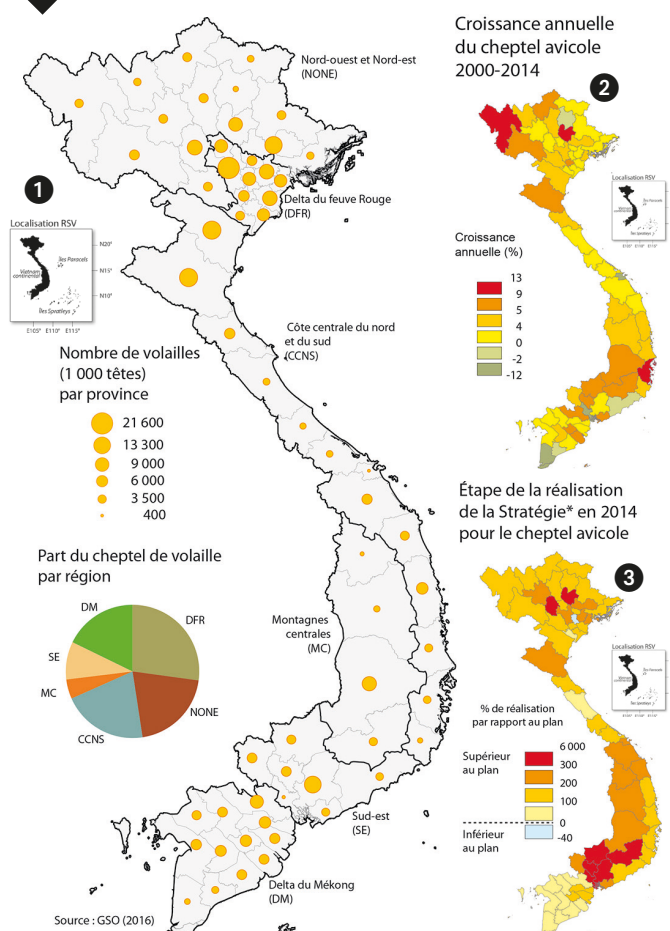 Croissance annuelle
du cheptel avicole
2000-2014
2
Nord-ouest et Nord-est
(NONE)
1
Localisation RSV
N20°
N15°
N10°
Îles Paracels
Vietnam
continental
Îles Spratleys
E105° E110° E115°
Delta du feuve Rouge
(DFR)
Localisation RSV
Croissance
annuelle (%)
13
9
5
4
0
-2
-12
Côte centrale du nord
et du sud
(CCNS)
Nombre de volailles
(1 000 têtes)
par province
21 600
13 300
9 000
6 000
3 500
400
Étape de la réalisation
de la Stratégie* en 2014
pour le cheptel avicole
3
Part du cheptel de volaille
par région
DM
DFR
SE
MC
NONE
CCNS
Montagnes
centrales
(MC)
Localisation RSV
% de réalisation
par rapport au plan
Supérieur
au plan
6 000
300
200
100
0
-40
Inférieur
au plan
Sud-est
(SE)
Delta du Mékong
(DM)
Source : GSO (2016)